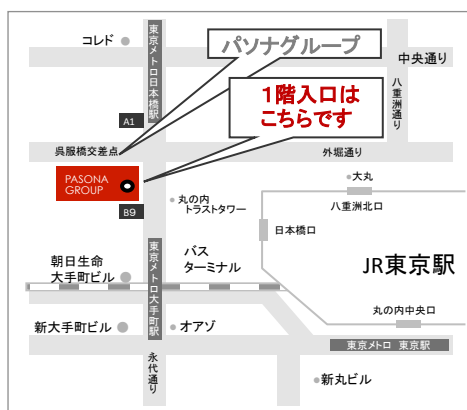 コレド
東京メトロ日本橋駅
パソナグループ
中央通り
八重洲通り
1階入口は
こちらです
A1
呉服橋交差点
外堀通り
PASONA
GROUP
B9
丸の内
トラストタワー
大丸
八重洲北口
日本橋口
朝日生命
大手町ビル
バス
ターミナル
JR東京駅
東京メトロ大手町駅
丸の内中央口
新大手町ビル
オアゾ
東京メトロ 東京駅
永代通り
新丸ビル